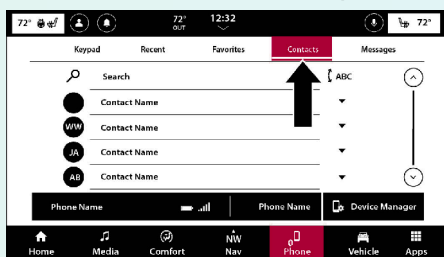 72° 72° OUT 12:32 72°
Keypad Recent Favorites Contacts Messages
Search ABC
Contact Name
WW Contact Name
JA Contact Name
AB Contact Name
Phone Name Phone Name Device Manager
NW
Home Media Comfort Nav Phone Vehicle Apps